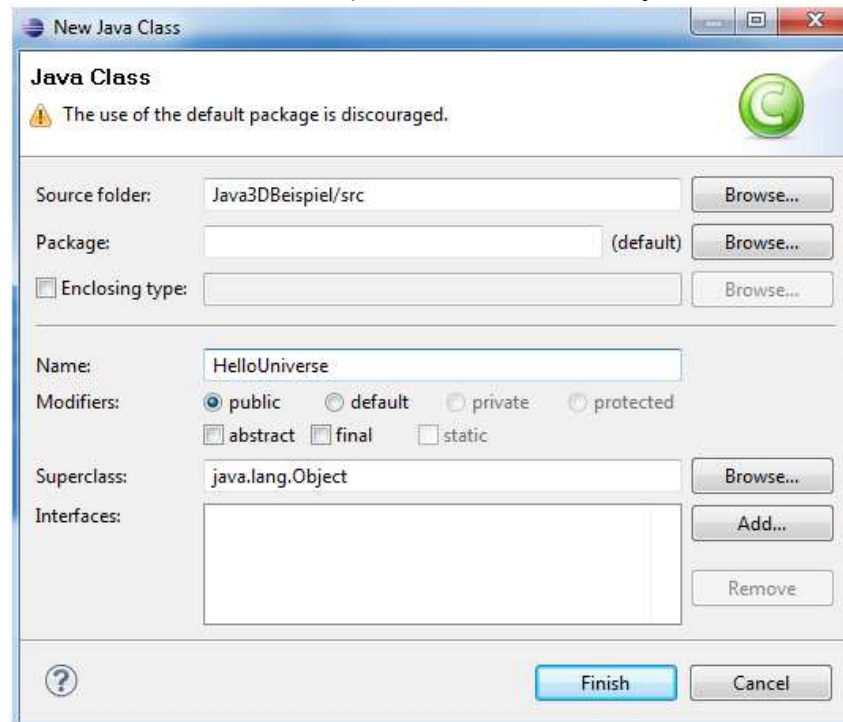 New Java Class
Java Class
The use of the default package is discouraged.
Source folder: Java3DBeispiel/src Browse...
Package: (default) Browse...
Enclosing type: Browse...
Name: HelloUniverse
Modifiers: public default private protected
abstract final static
Superclass: java.lang.Object Browse...
Interfaces: Add...
Remove
? Finish Cancel